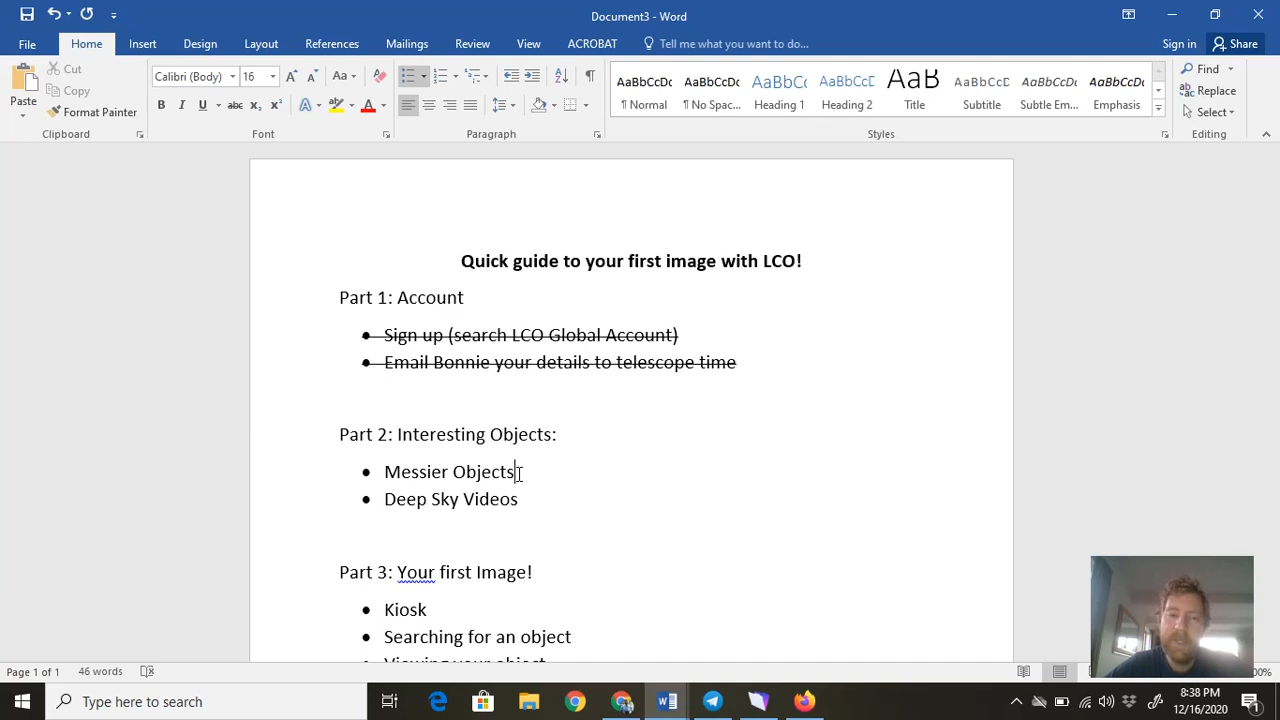 Document3 - Word
File Home Insert Design Layout References Mailings Review View ACROBAT Tell me what you want to do... Sign in Share
Paste
Cut
Copy
Format Painter
Clipboard
Calibri (Body) 16
Font
Paragraph
AaBbCcDc ¶ Normal
AaBbCcDc ¶ No Spac...
AaBbCc Heading 1
AaBbCcD Heading 2
AaB Title
AaBbCcD Subtitle
AaBbCcDt Subtle Em...
AaBbCcDt Emphasis
Styles
Find
Replace
Select
Editing
Quick guide to your first image with LCO!
Part 1: Account
• Sign up (search LCO Global Account)
• Email Bonnie your details to telescope time
Part 2: Interesting Objects:
• Messier Objects
• Deep Sky Videos
Part 3: Your first Image!
• Kiosk
• Searching for an object
• Viewing your object
Page 1 of 1 46 words
Type here to search
8:38 PM
12/16/2020